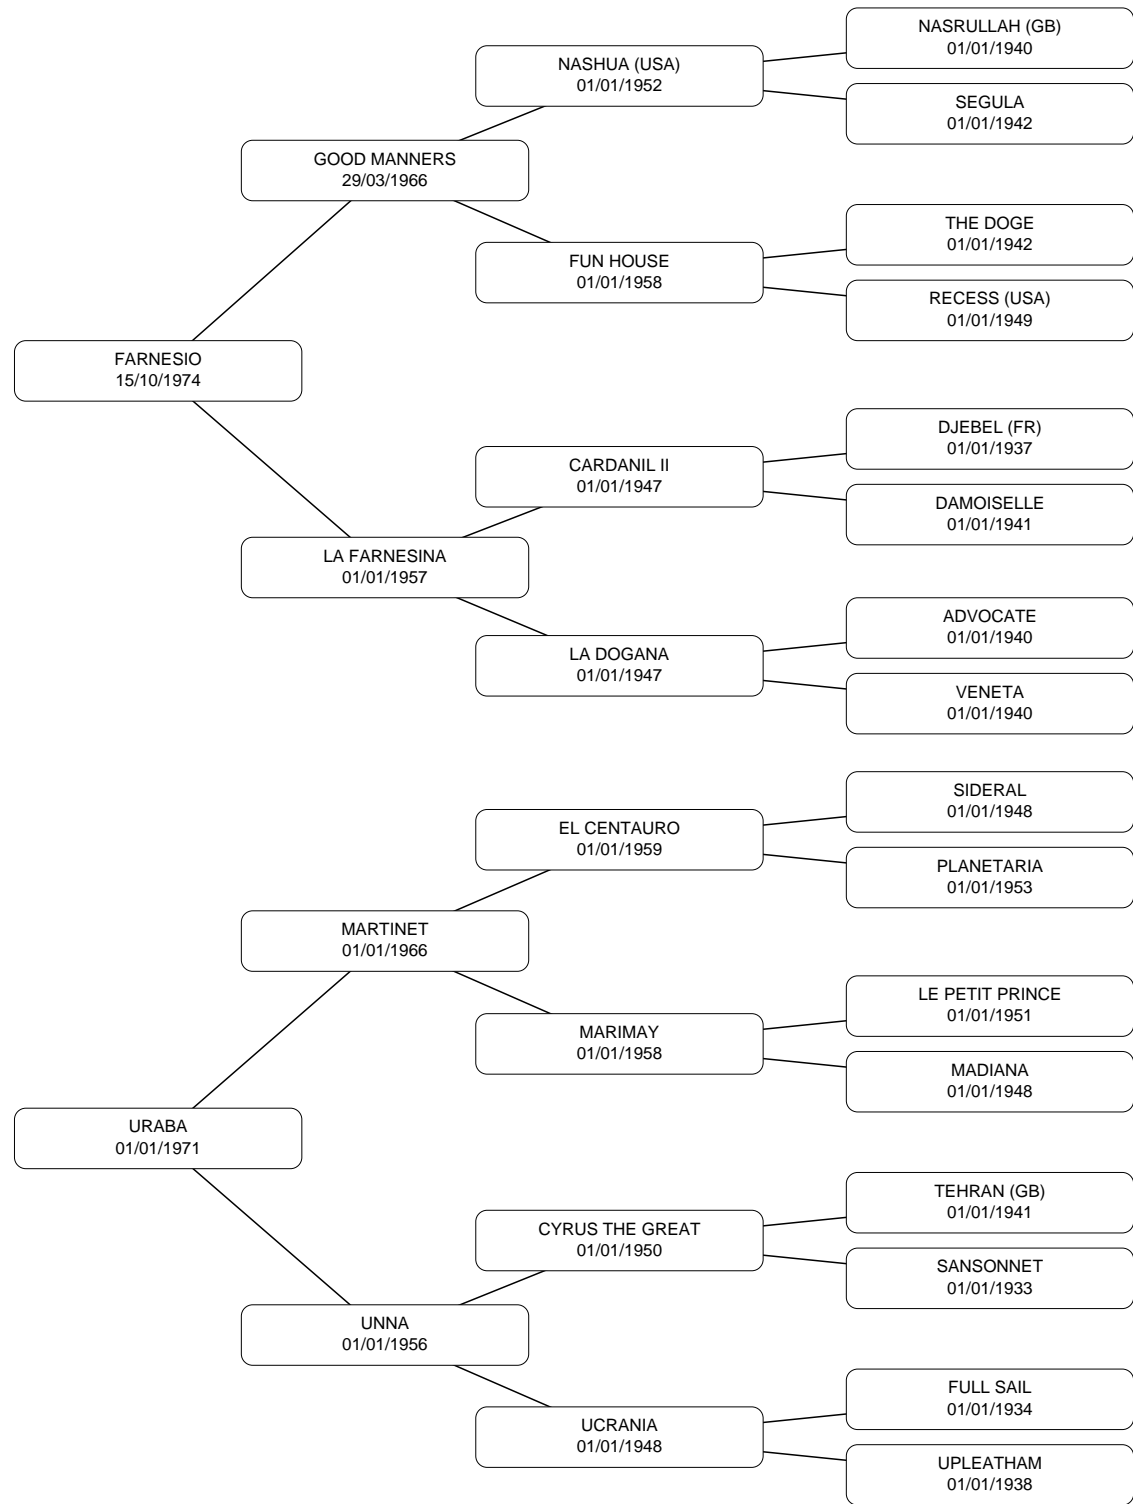 NASRULLAH (GB)
01/01/1940
NASHUA (USA)
01/01/1952
SEGULA
01/01/1942
GOOD MANNERS
29/03/1966
THE DOGE
01/01/1942
FUN HOUSE
01/01/1958
RECESS (USA)
01/01/1949
FARNESIO
15/10/1974
DJEBEL (FR)
01/01/1937
CARDANIL II
01/01/1947
DAMOISELLE
01/01/1941
LA FARNESINA
01/01/1957
ADVOCATE
01/01/1940
LA DOGANA
01/01/1947
VENETA
01/01/1940
SIDERAL
01/01/1948
EL CENTAURO
01/01/1959
PLANETARIA
01/01/1953
MARTINET
01/01/1966
LE PETIT PRINCE
01/01/1951
MARIMAY
01/01/1958
MADIANA
01/01/1948
URABA
01/01/1971
TEHRAN (GB)
01/01/1941
CYRUS THE GREAT
01/01/1950
SANSONNET
01/01/1933
UNNA
01/01/1956
FULL SAIL
01/01/1934
UCRANIA
01/01/1948
UPLEATHAM
01/01/1938